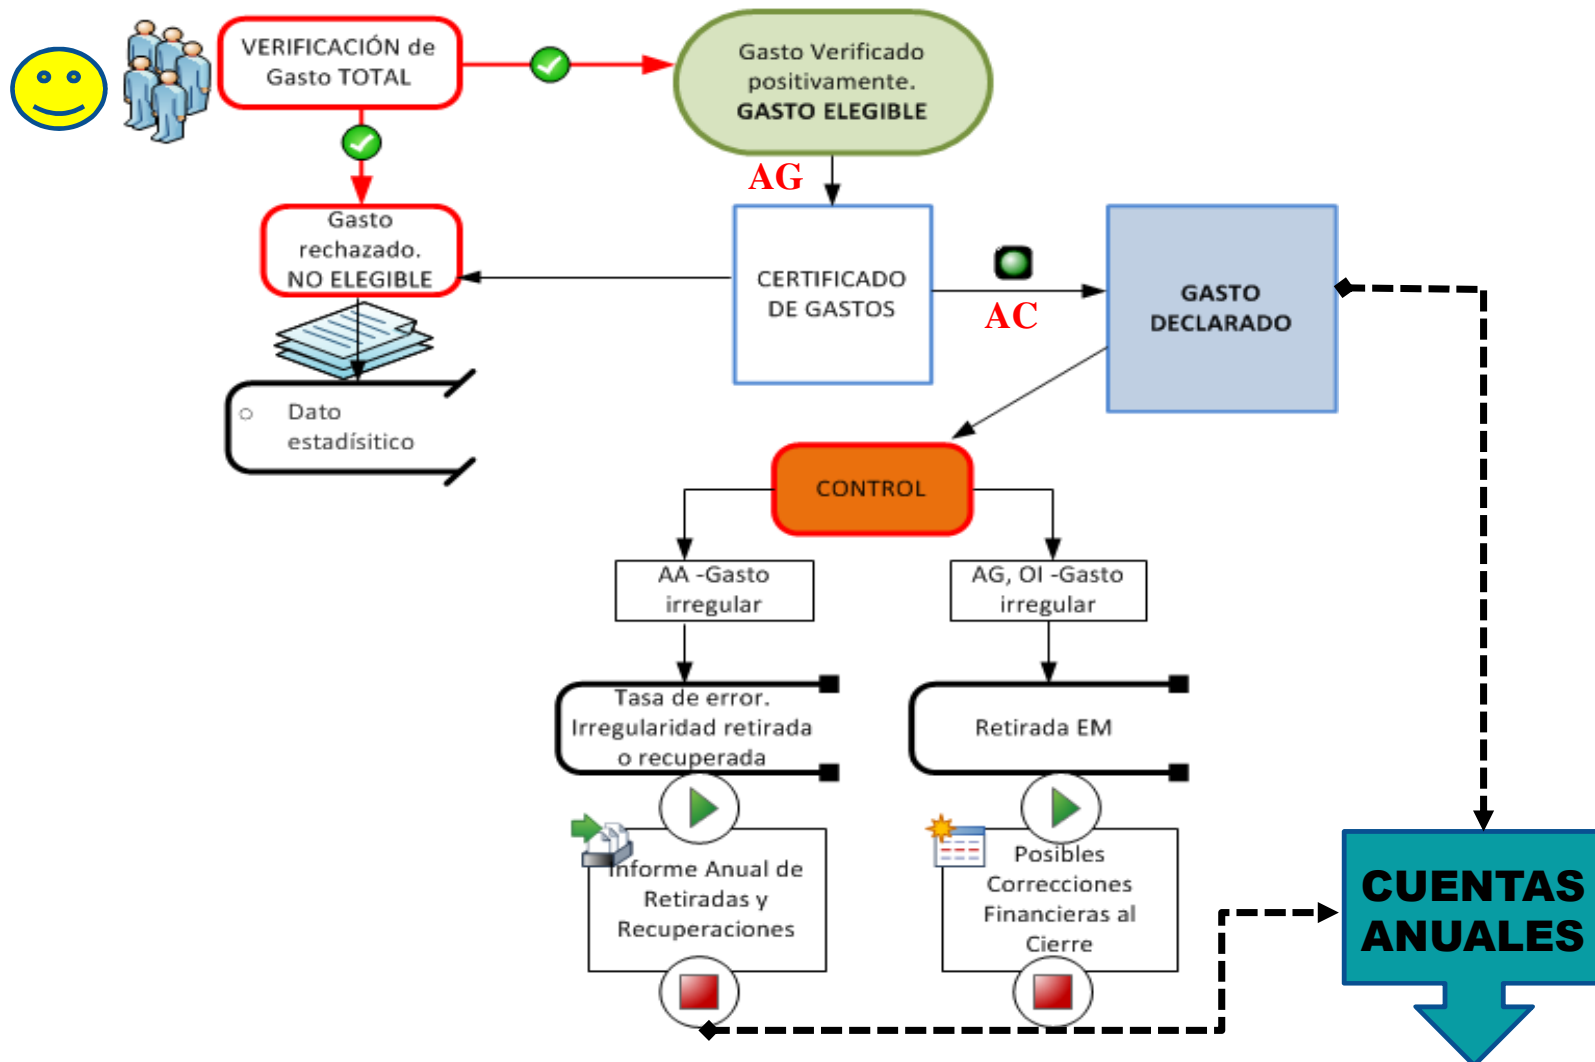 VERIFICACIÓN de
Gasto TOTAL
Gasto Verificado
positivamente.
GASTO ELEGIBLE
AG
Gasto
rechazado.
NO ELEGIBLE
CERTIFICADO
DE GASTOS
AC
GASTO
DECLARADO
Dato
estadísitico
CONTROL
AA -Gasto
irregular
AG, OI -Gasto
irregular
Tasa de error.
Irregularidad retirada
o recuperada
Retirada EM
Informe Anual de
Retiradas y
Recuperaciones
Posibles
Correcciones
Financieras al
Cierre
CUENTAS
ANUALES